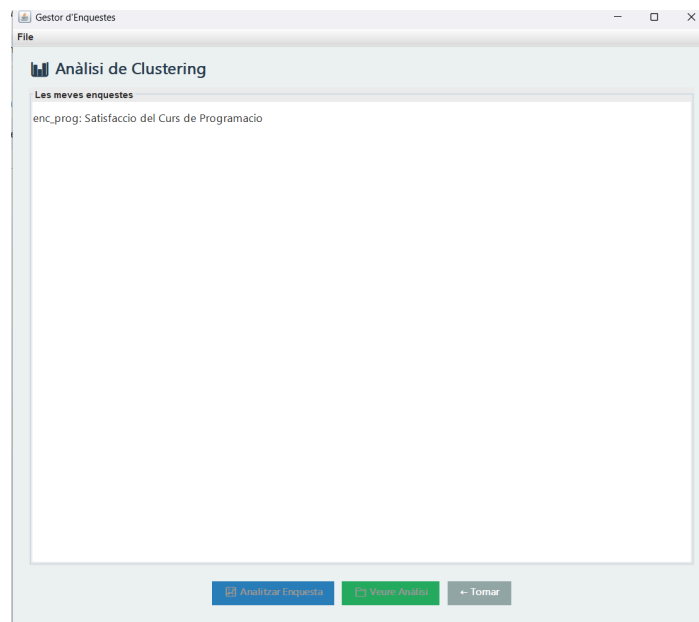 Gestor d'Enquestes
File
Anàlisi de Clustering
Les meves enquestes
enc_prog: Satisfaccio del Curs de Programacio
Analitzar Enquesta
Veure Anàlisi
← Tornar